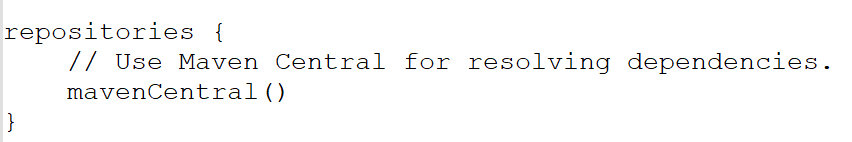 repositories {
    // Use Maven Central for resolving dependencies.
    mavenCentral()
}